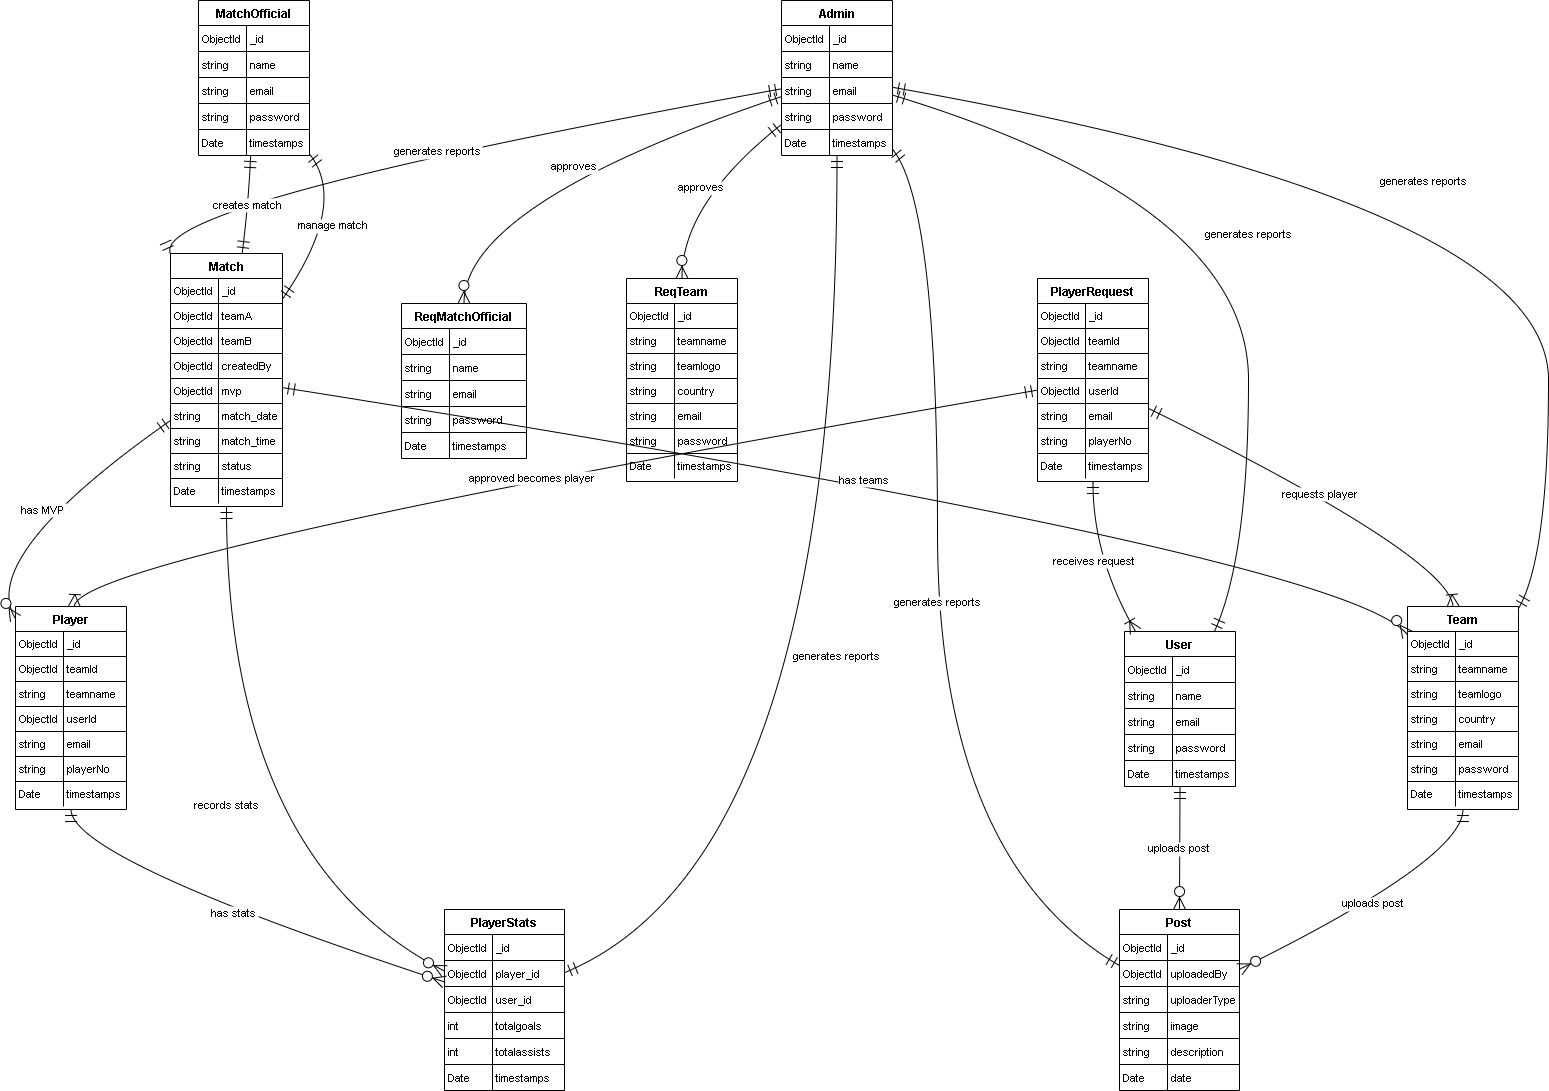 MatchOfficial
ObjectId _id
string name
string email
string password
Date timestamps
Admin
ObjectId _id
string name
string email
string password
Date timestamps
generates reports
approves
approves
generates reports
generates reports
creates match
manage match
Match
ObjectId _id
ObjectId teamA
ObjectId teamB
ObjectId createdBy
ObjectId mvp
string match_date
string match_time
string status
Date timestamps
ReqMatchOfficial
ObjectId _id
string name
string email
string password
Date timestamps
ReqTeam
ObjectId _id
string teamname
string teamlogo
string country
string email
string password
Date timestamps
PlayerRequest
ObjectId _id
ObjectId teamId
string teamname
ObjectId userId
string email
string playerNo
Date timestamps
has MVP
approved becomes player
has teams
requests player
receives request
generates reports
generates reports
Player
ObjectId _id
ObjectId teamId
string teamname
ObjectId userId
string email
string playerNo
Date timestamps
User
ObjectId _id
string name
string email
string password
Date timestamps
Team
ObjectId _id
string teamname
string teamlogo
string country
string email
string password
Date timestamps
records stats
has stats
uploads post
uploads post
PlayerStats
ObjectId _id
ObjectId player_id
ObjectId user_id
int totalgoals
int totalassists
Date timestamps
Post
ObjectId _id
ObjectId uploadedBy
string uploaderType
string image
string description
Date date